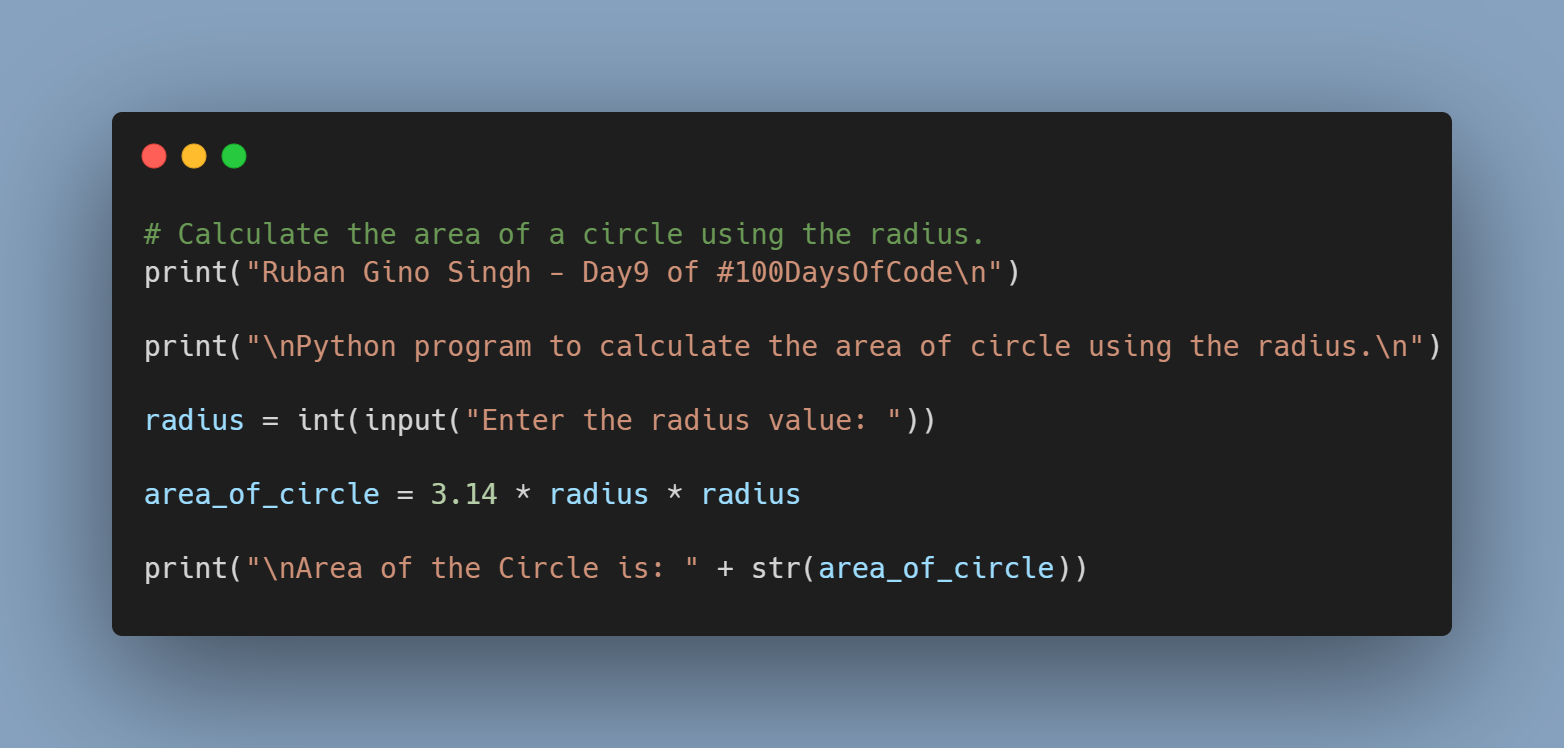 # Calculate the area of a circle using the radius.
print("Ruban Gino Singh - Day9 of #100DaysOfCode\n")
print("\nPython program to calculate the area of circle using the radius.\n")
radius = int(input("Enter the radius value: "))
area_of_circle = 3.14 * radius * radius
print("\nArea of the Circle is: " + str(area_of_circle))